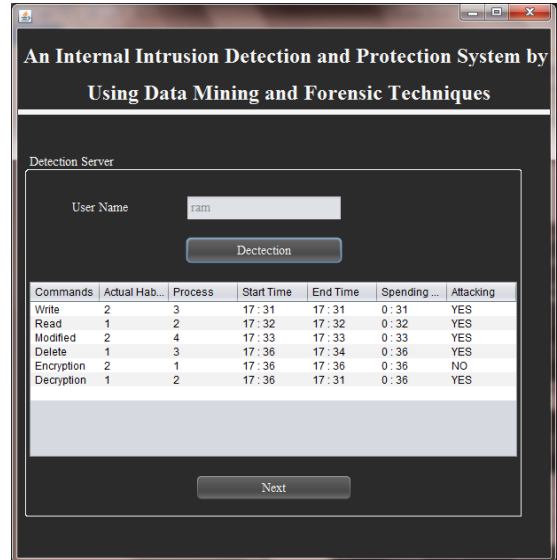 An Internal Intrusion Detection and Protection System by
Using Data Mining and Forensic Techniques
Detection Server
User Name ram
Dectection
Commands Actual Hab... Process Start Time End Time Spending ... Attacking
Write 2 3 17 : 31 17 : 31 0 : 31 YES
Read 1 2 17 : 32 17 : 32 0 : 32 YES
Modified 2 4 17 : 33 17 : 33 0 : 33 YES
Delete 1 3 17 : 36 17 : 34 0 : 36 YES
Encryption 2 1 17 : 36 17 : 36 0 : 36 NO
Decryption 1 2 17 : 36 17 : 31 0 : 36 YES
Next